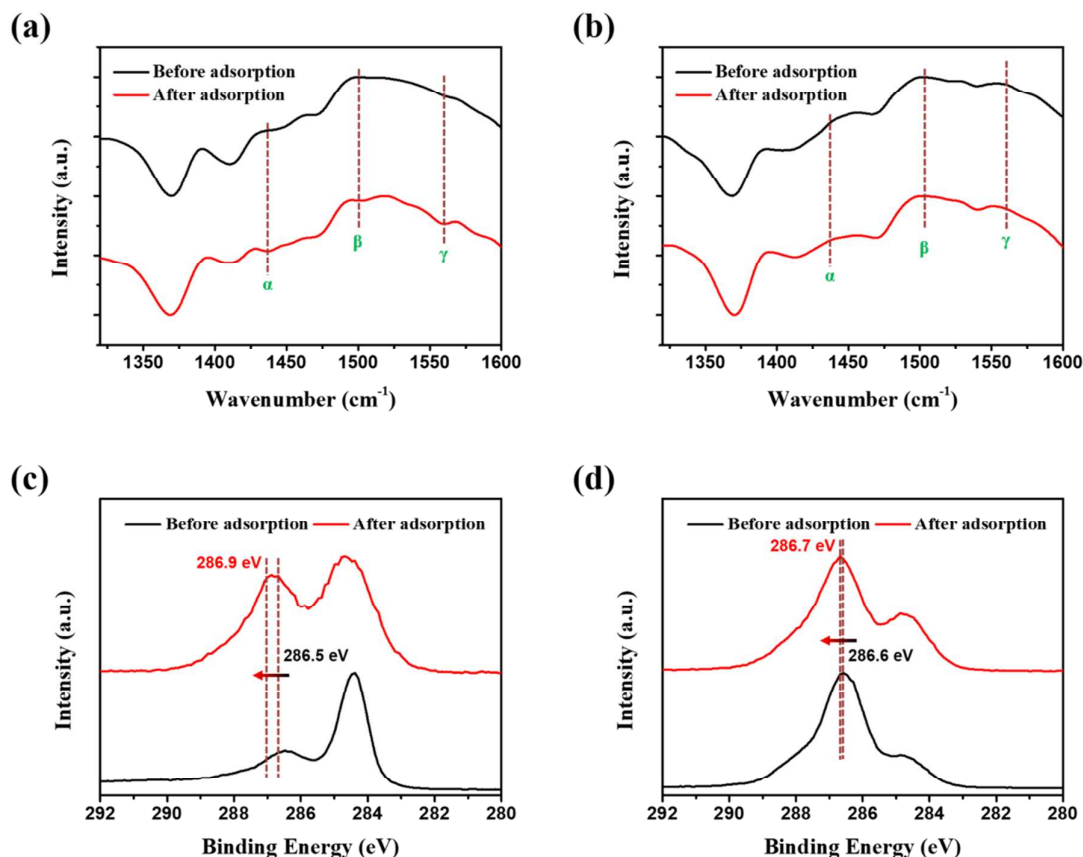 (a)
Before adsorption
After adsorption
α
β
γ
Intensity (a.u.)
1350 1400 1450 1500 1550 1600
Wavenumber (cm-1)
(b)
Before adsorption
After adsorption
α
β
γ
Intensity (a.u.)
1350 1400 1450 1500 1550 1600
Wavenumber (cm-1)
(c)
Before adsorption After adsorption
286.9 eV
286.5 eV
Intensity (a.u.)
292 290 288 286 284 282 280
Binding Energy (eV)
(d)
Before adsorption After adsorption
286.7 eV
286.6 eV
Intensity (a.u.)
292 290 288 286 284 282 280
Binding Energy (eV)